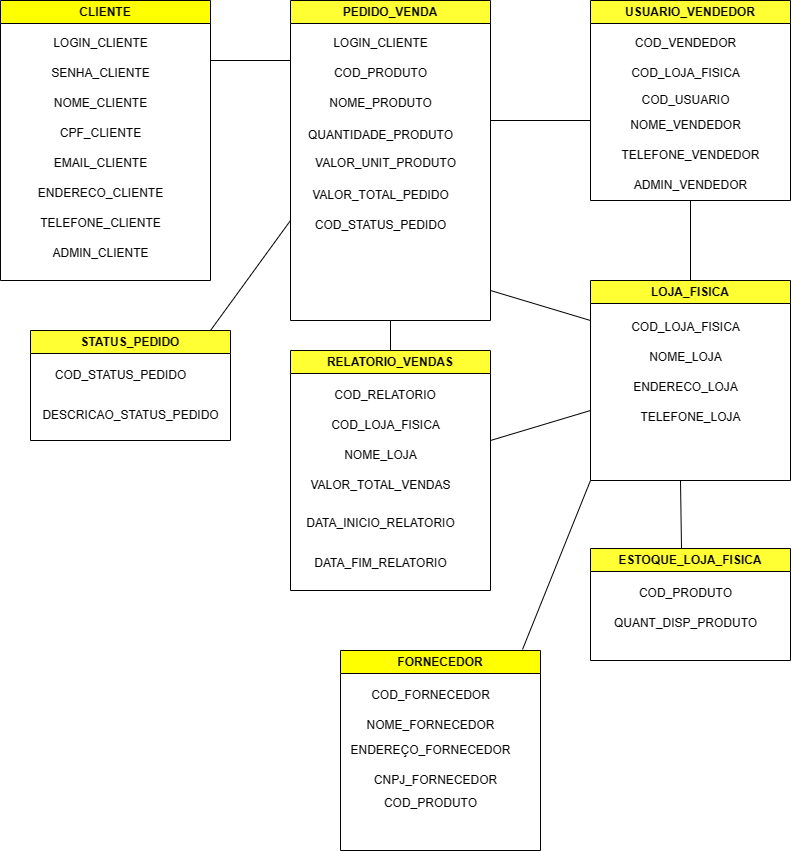 CLIENTE
LOGIN_CLIENTE
SENHA_CLIENTE
NOME_CLIENTE
CPF_CLIENTE
EMAIL_CLIENTE
ENDERECO_CLIENTE
TELEFONE_CLIENTE
ADMIN_CLIENTE
PEDIDO_VENDA
LOGIN_CLIENTE
COD_PRODUTO
NOME_PRODUTO
QUANTIDADE_PRODUTO
VALOR_UNIT_PRODUTO
VALOR_TOTAL_PEDIDO
COD_STATUS_PEDIDO
USUARIO_VENDEDOR
COD_VENDEDOR
COD_LOJA_FISICA
COD_USUARIO
NOME_VENDEDOR
TELEFONE_VENDEDOR
ADMIN_VENDEDOR
STATUS_PEDIDO
COD_STATUS_PEDIDO
DESCRICAO_STATUS_PEDIDO
RELATORIO_VENDAS
COD_RELATORIO
COD_LOJA_FISICA
NOME_LOJA
VALOR_TOTAL_VENDAS
DATA_INICIO_RELATORIO
DATA_FIM_RELATORIO
LOJA_FISICA
COD_LOJA_FISICA
NOME_LOJA
ENDERECO_LOJA
TELEFONE_LOJA
ESTOQUE_LOJA_FISICA
COD_PRODUTO
QUANT_DISP_PRODUTO
FORNECEDOR
COD_FORNECEDOR
NOME_FORNECEDOR
ENDEREÇO_FORNECEDOR
CNPJ_FORNECEDOR
COD_PRODUTO